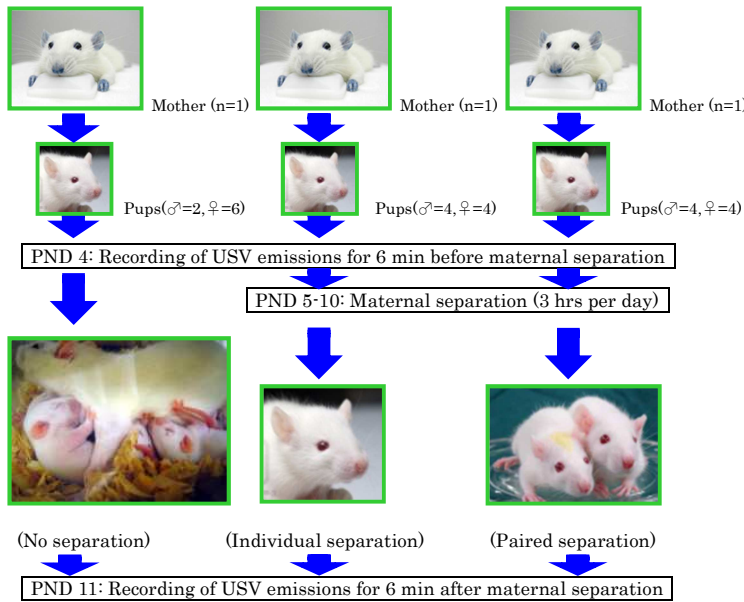 Mother (n=1)
Mother (n=1)
Mother (n=1)
Pups(♂=2,♀=6)
Pups(♂=4,♀=4)
Pups(♂=4,♀=4)
PND 4: Recording of USV emissions for 6 min before maternal separation
PND 5-10: Maternal separation (3 hrs per day)
(No separation)
(Individual separation)
(Paired separation)
PND 11: Recording of USV emissions for 6 min after maternal separation